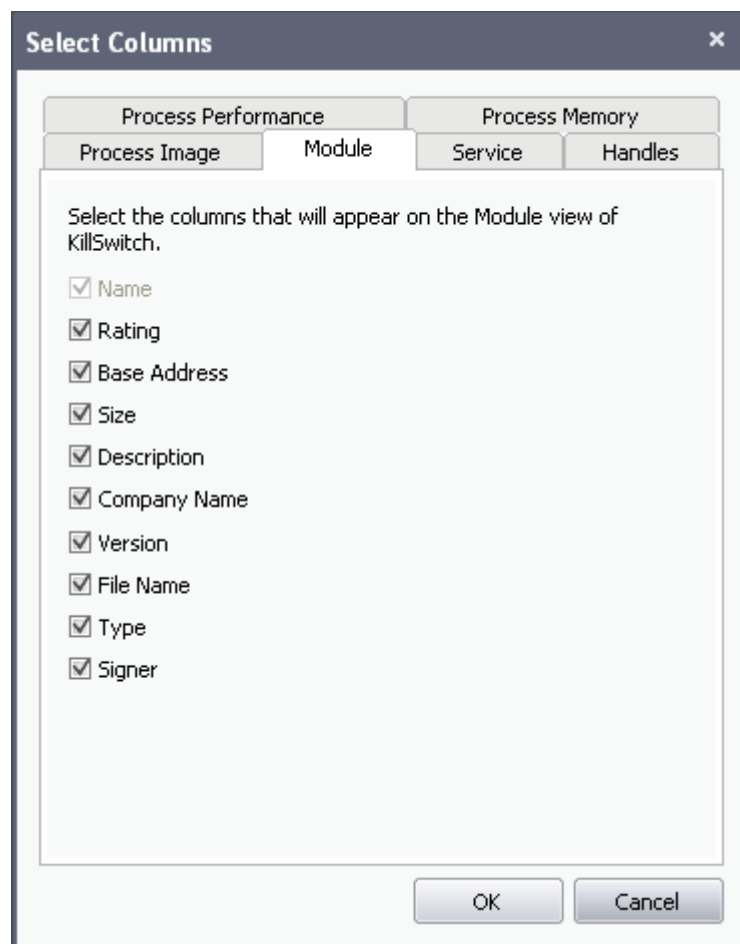 Select Columns
Process Performance Process Memory
Process Image Module Service Handles
Select the columns that will appear on the Module view of
KillSwitch.
Name
Rating
Base Address
Size
Description
Company Name
Version
File Name
Type
Signer
OK Cancel